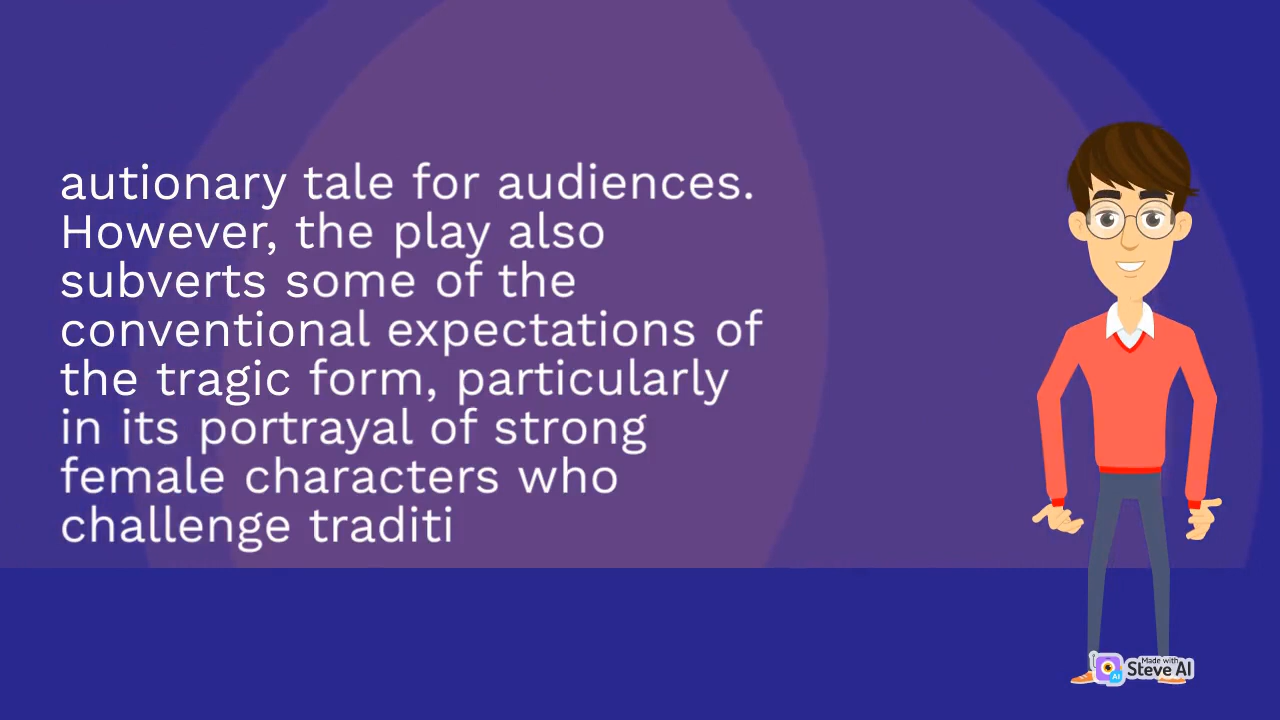 autionary tale for audiences.
However, the play also
subverts some of the
conventional expectations of
the tragic form, particularly
in its portrayal of strong
female characters who
challenge traditi
Made with
Steve AI
AI